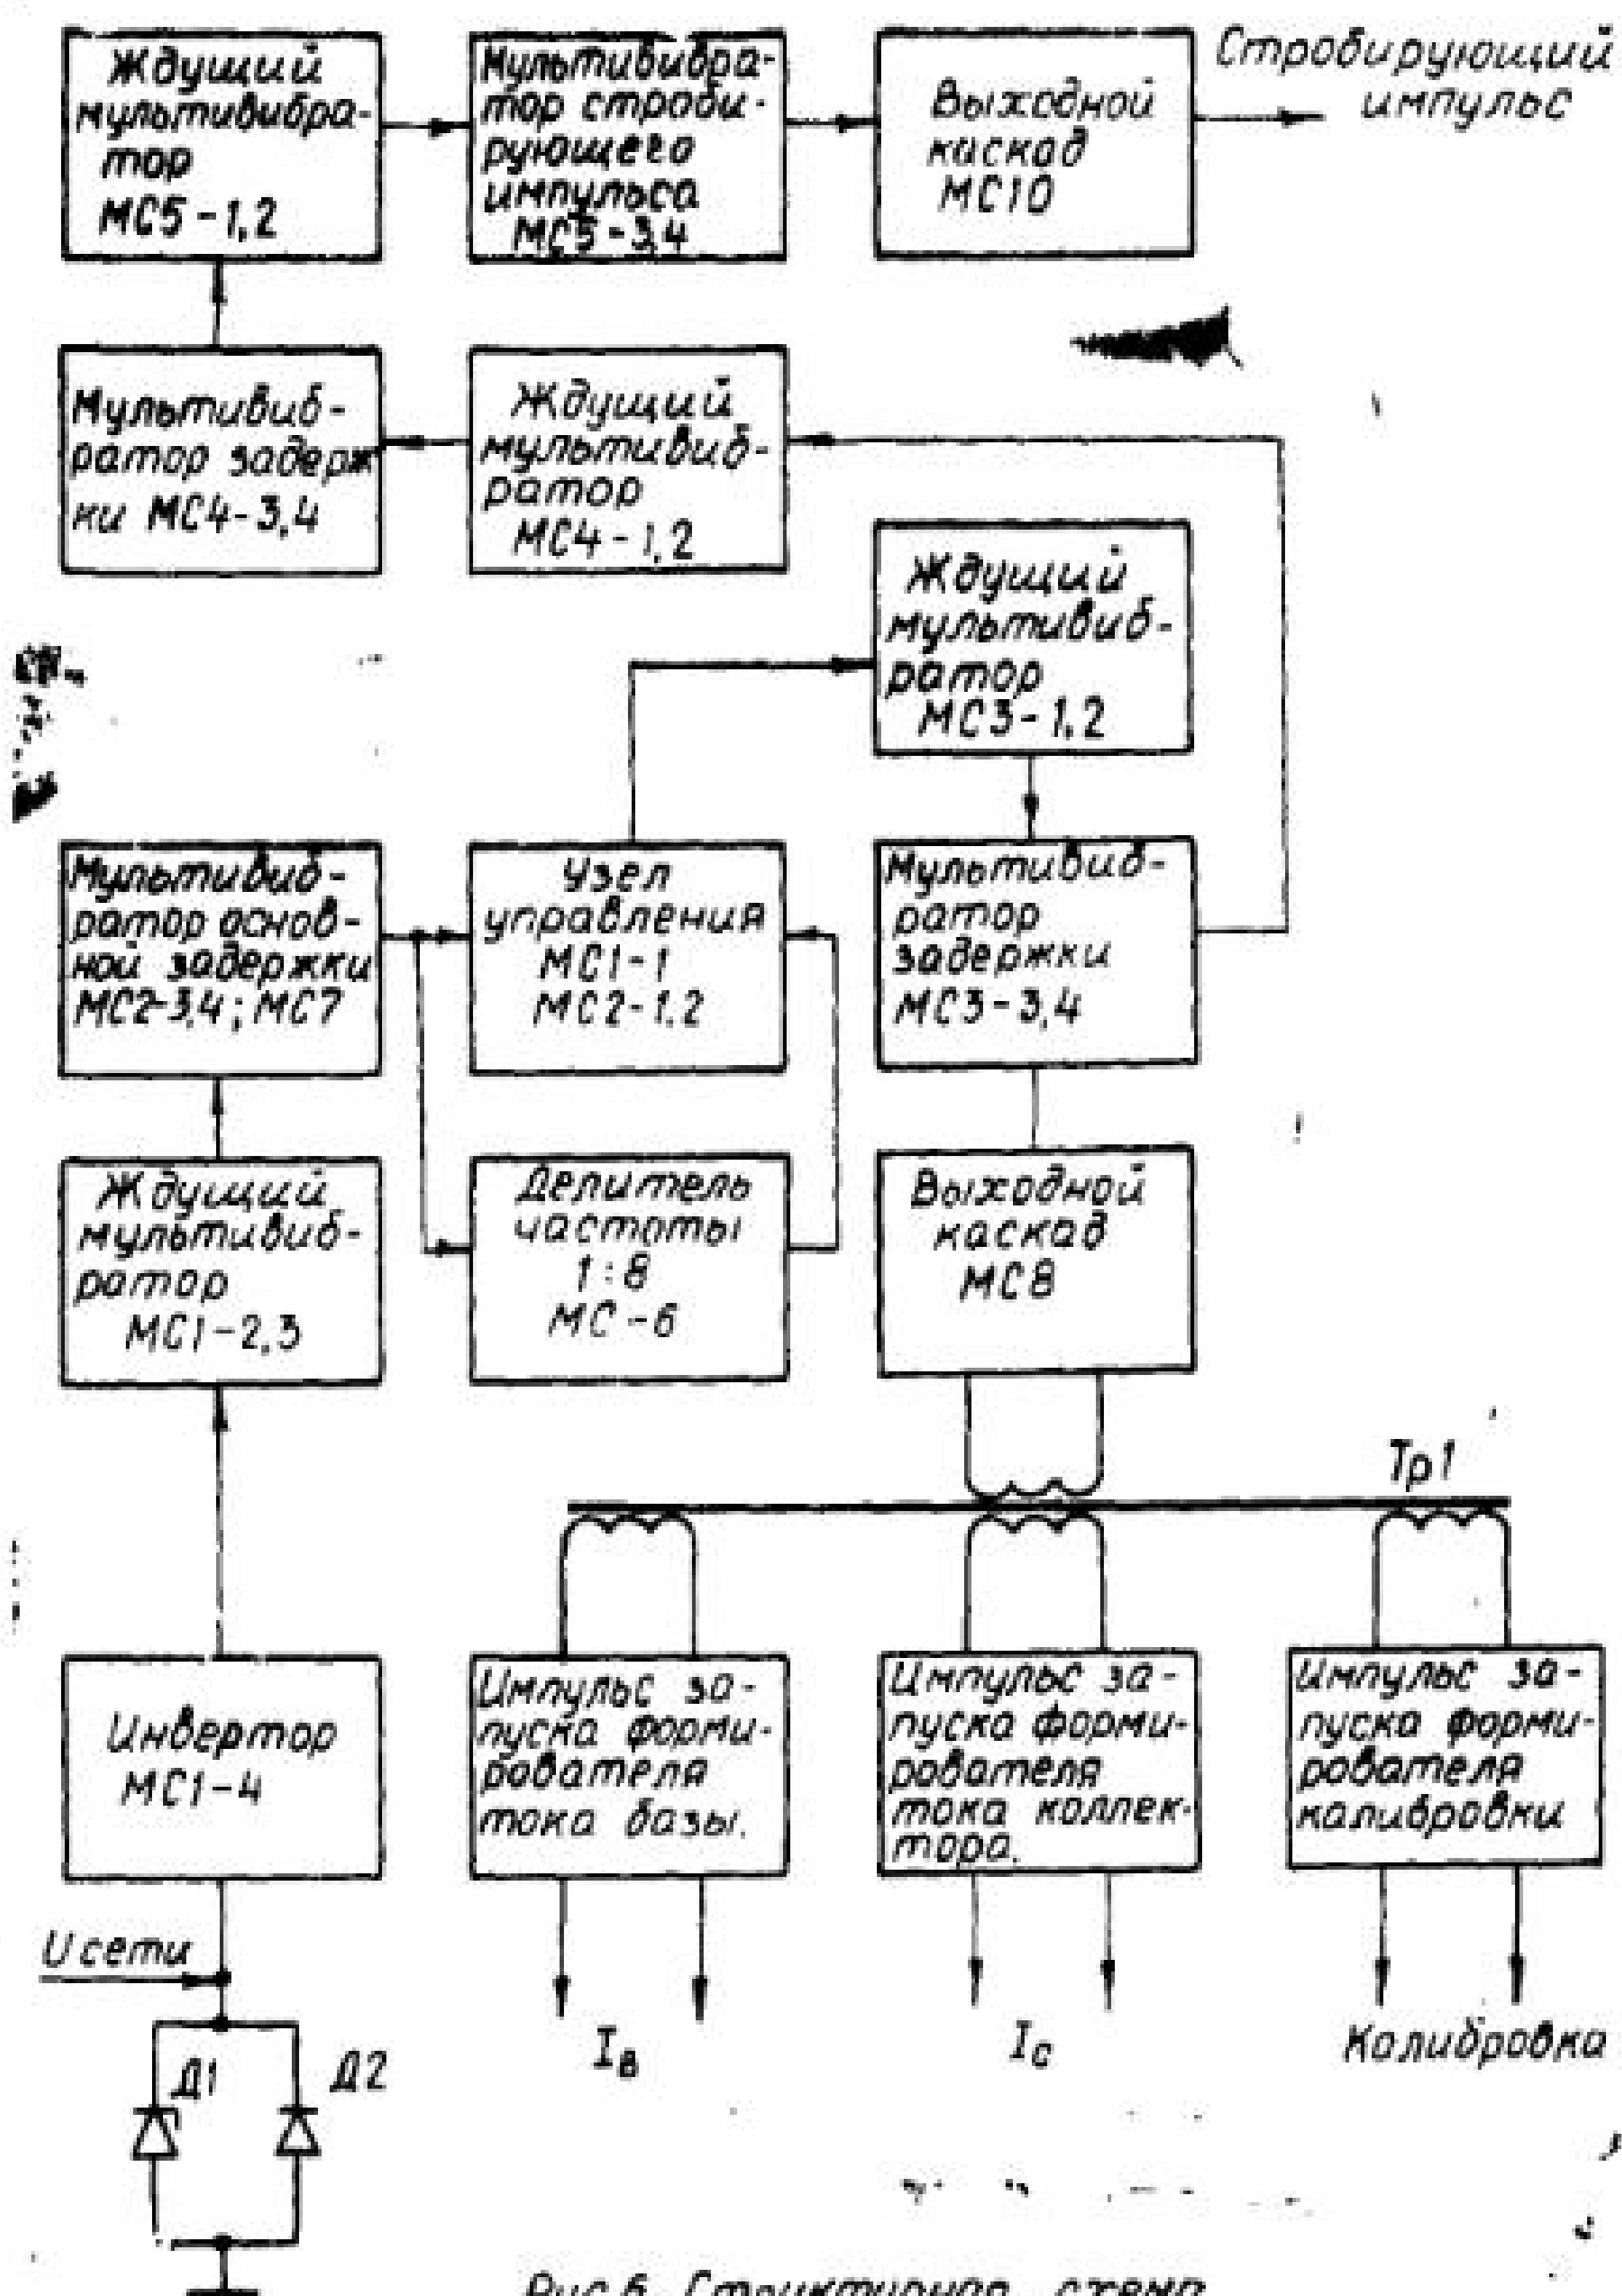 Ждущий
мультивибра-
тор
МС5-1,2
Мультивибра-
тор строби-
рующего
импульса
МС5-3,4
Выходной
каскад
МС10
Стробирующий
импульс
Мультивиб-
ратор задерж
ки МС4-3,4
Ждущий
мультивиб-
ратор
МС4-1,2
Ждущий
мультивиб-
ратор
МС3-1,2
Мультивиб-
ратор основ-
ной задержки
МС2-3,4; МС7
Узел
управления
МС1-1
МС2-1,2
Мультивиб-
ратор
задержки
МС3-3,4
Ждущий
мультивиб-
ратор
МС1-2,3
Делитель
частоты
1:8
МС-6
Выходной
каскад
МС8
Тр1
Инвертор
МС1-4
Импульс за-
пуска форми-
рователя
тока базы.
Импульс за-
пуска форми-
рователя
тока коллек-
тора.
Импульс за-
пуска форми-
рователя
калибровки
U сети
Iв
Iс
Калибровка
Д1
Д2
Рис.6 Структурная схема